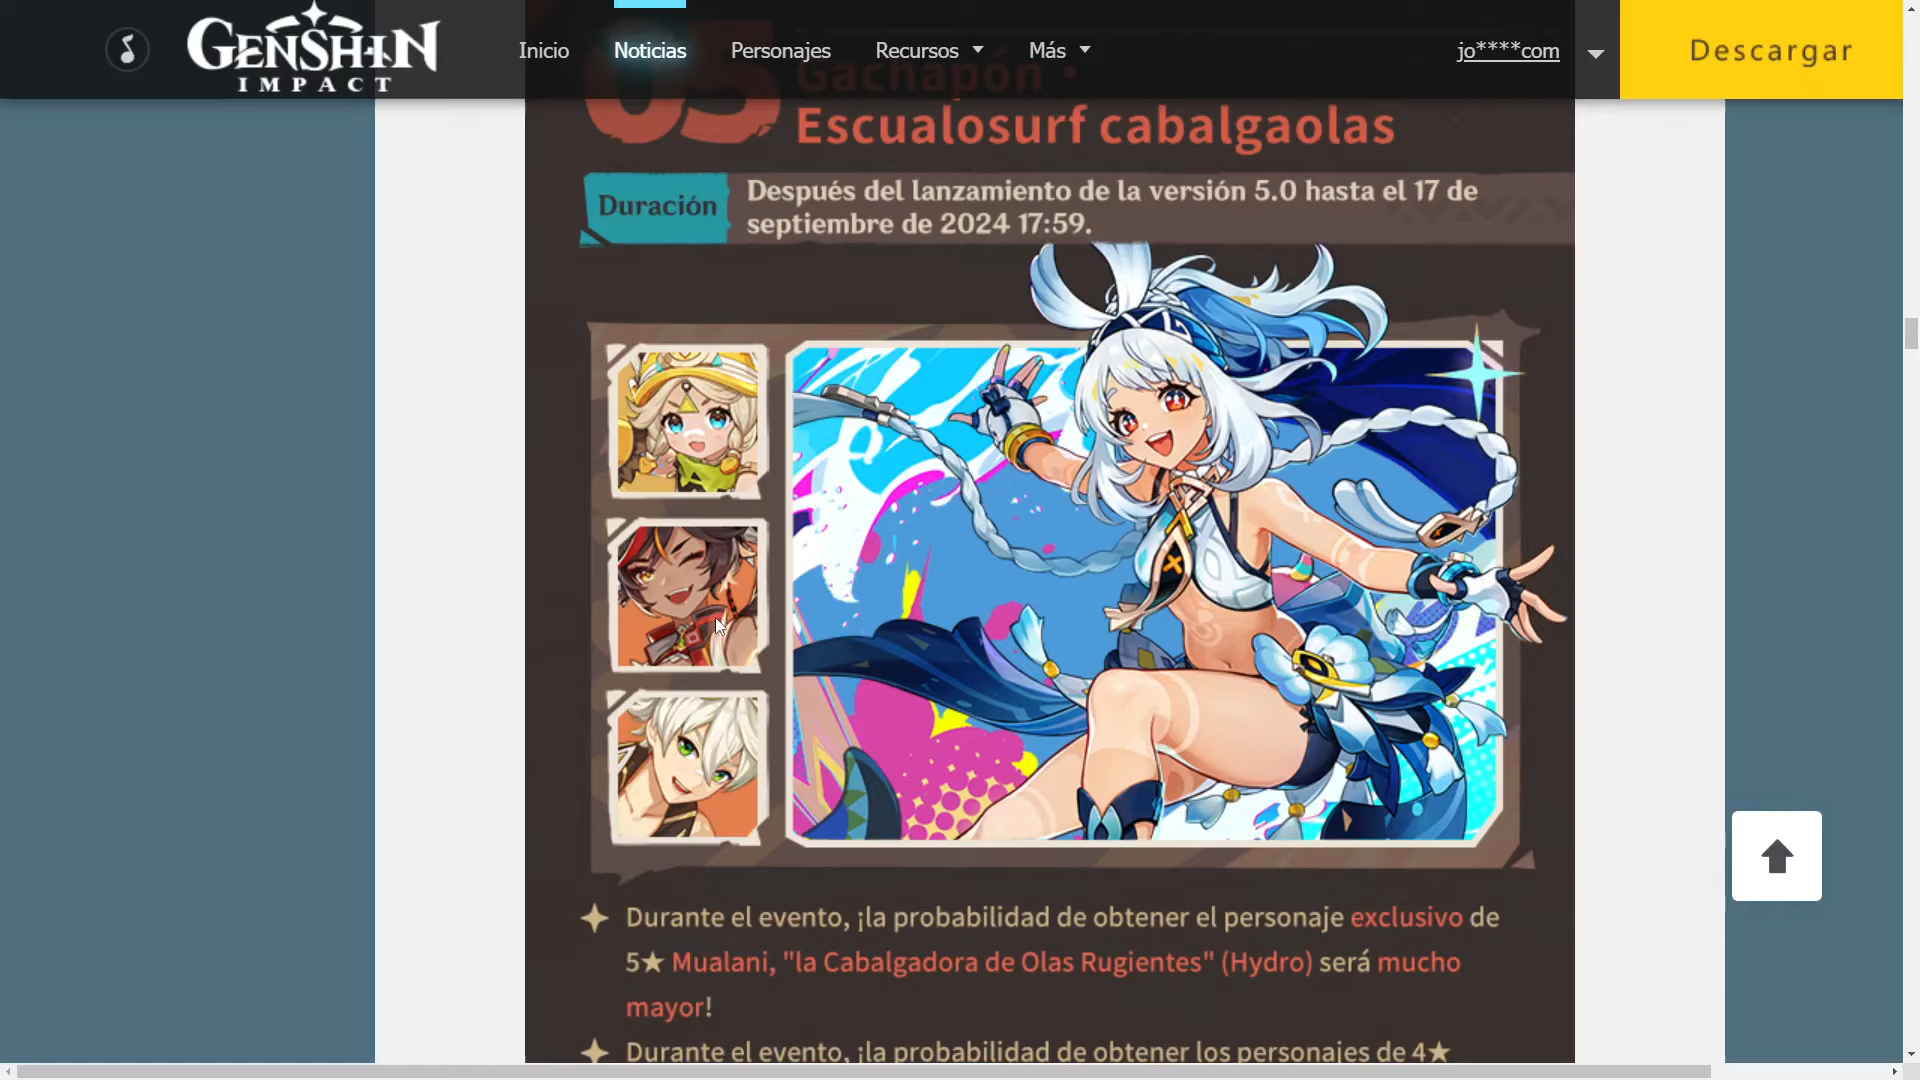 GENSHIN
IMPACT
Inicio
Noticias
Personajes
Recursos
Más
jo****com
Descargar
05
Gachapón •
Escualosurf cabalgaolas
Duración
Después del lanzamiento de la versión 5.0 hasta el 17 de
septiembre de 2024 17:59.
Durante el evento, ¡la probabilidad de obtener el personaje exclusivo de
5★ Mualani, "la Cabalgadora de Olas Rugientes" (Hydro) será mucho
mayor!
Durante el evento, ¡la probabilidad de obtener los personajes de 4★